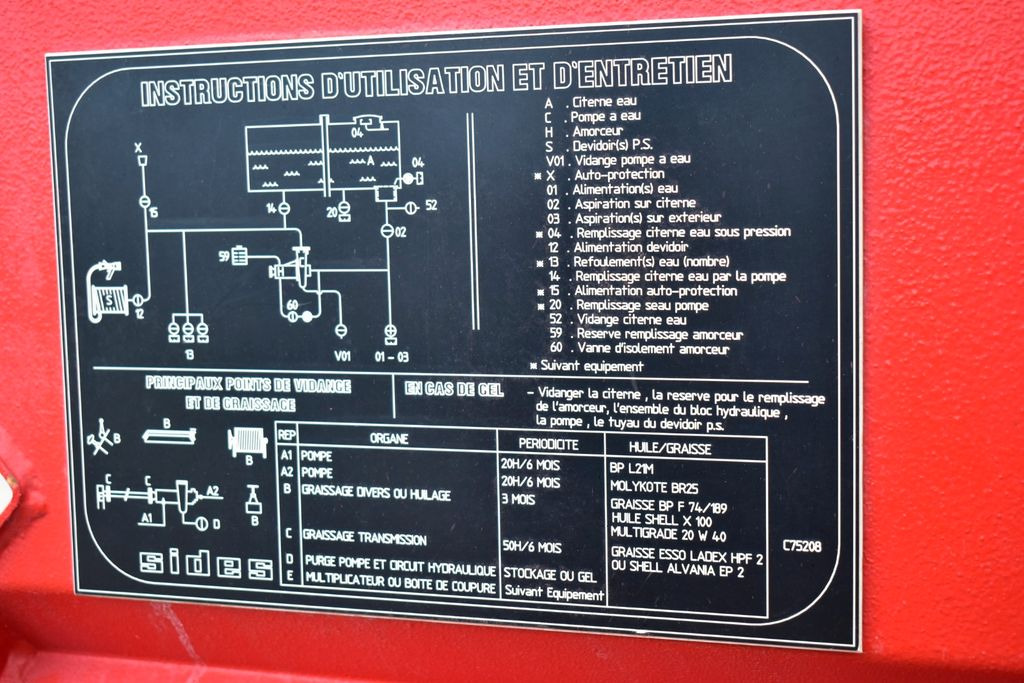 INSTRUCTIONS D'UTILISATION ET D'ENTRETIEN
X
15
S
12
13
14
20
04
A
04
52
02
59
60
V01
01-03
A . Citerne eau
C . Pompe a eau
H . Amorceur
S . Devidoir(s) P.S.
V01 . Vidange pompe a eau
* X . Auto-protection
01 . Alimentation(s) eau
02 . Aspiration sur citerne
03 . Aspiration(s) sur exterieur
* 04 . Remplissage citerne eau sous pression
12 . Alimentation devidoir
* 13 . Refoulement(s) eau (nombre)
14 . Remplissage citerne eau par la pompe
* 15 . Alimentation auto-protection
* 20 . Remplissage seau pompe
52 . Vidange citerne eau
59 . Reserve remplissage amorceur
60 . Vanne d'isolement amorceur
* Suivant equipement
PRINCIPAUX POINTS DE VIDANGE
ET DE GRAISSAGE
EN CAS DE GEL
- Vidanger la citerne , la reserve pour le remplissage
de l'amorceur, l'ensemble du bloc hydraulique ,
la pompe , le tuyau du devidoir p.s.
B
B
B
C
C
A2
A1
D
B
sides
REP ORGANE PERIODICITE HUILE/GRAISSE
A1 POMPE 20H/6 MOIS BP L21M
A2 POMPE 20H/6 MOIS MOLYKOTE BR25
B GRAISSAGE DIVERS OU HUILAGE 3 MOIS GRAISSE BP F 74/189
HUILE SHELL X 100
MULTIGRADE 20 W 40
C GRAISSAGE TRANSMISSION 50H/6 MOIS GRAISSE ESSO LADEX HPF 2
OU SHELL ALVANIA EP 2
D PURGE POMPE ET CIRCUIT HYDRAULIQUE STOCKAGE OU GEL
E MULTIPLICATEUR OU BOITE DE COUPURE Suivant Equipement
C75208